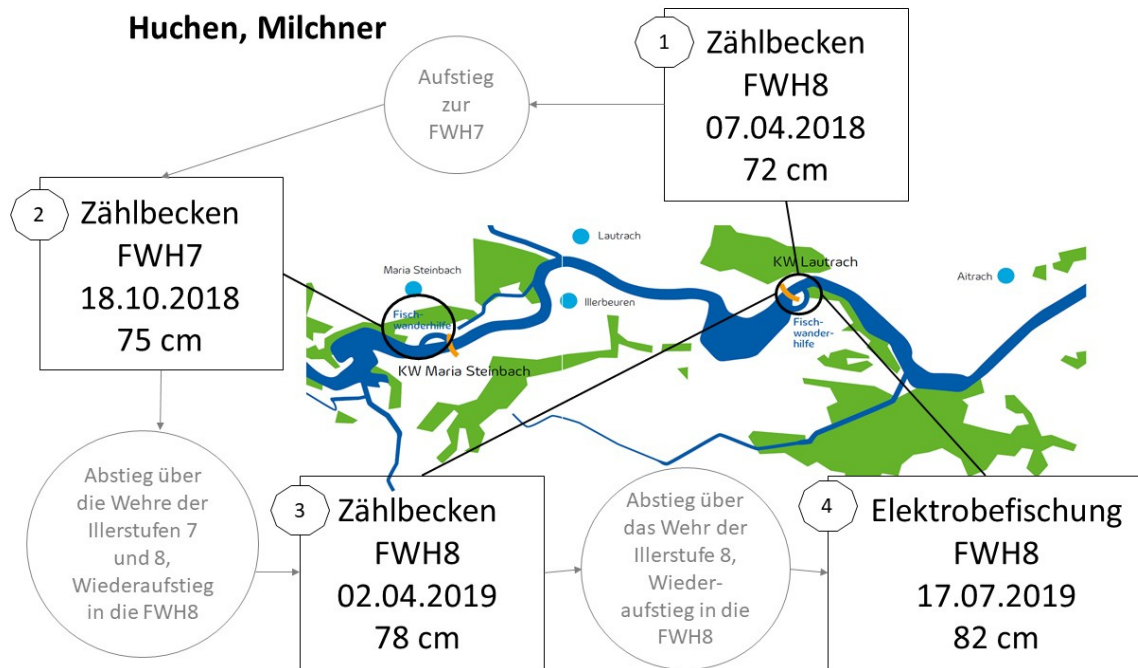 Huchen, Milchner
1
Zählbecken
FWH8
07.04.2018
72 cm
Aufstieg
zur
FWH7
2
Zählbecken
FWH7
18.10.2018
75 cm
Lautrach
Maria Steinbach
Illerbeuren
Fisch-
wanderhilfe
KW Maria Steinbach
KW Lautrach
Fisch-
wander-
hilfe
Aitrach
Abstieg über
die Wehre der
Illerstufen 7
und 8,
Wiederaufstieg
in die FWH8
3
Zählbecken
FWH8
02.04.2019
78 cm
Abstieg über
das Wehr der
Illerstufe 8,
Wieder-
aufstieg in die
FWH8
4
Elektrobefischung
FWH8
17.07.2019
82 cm